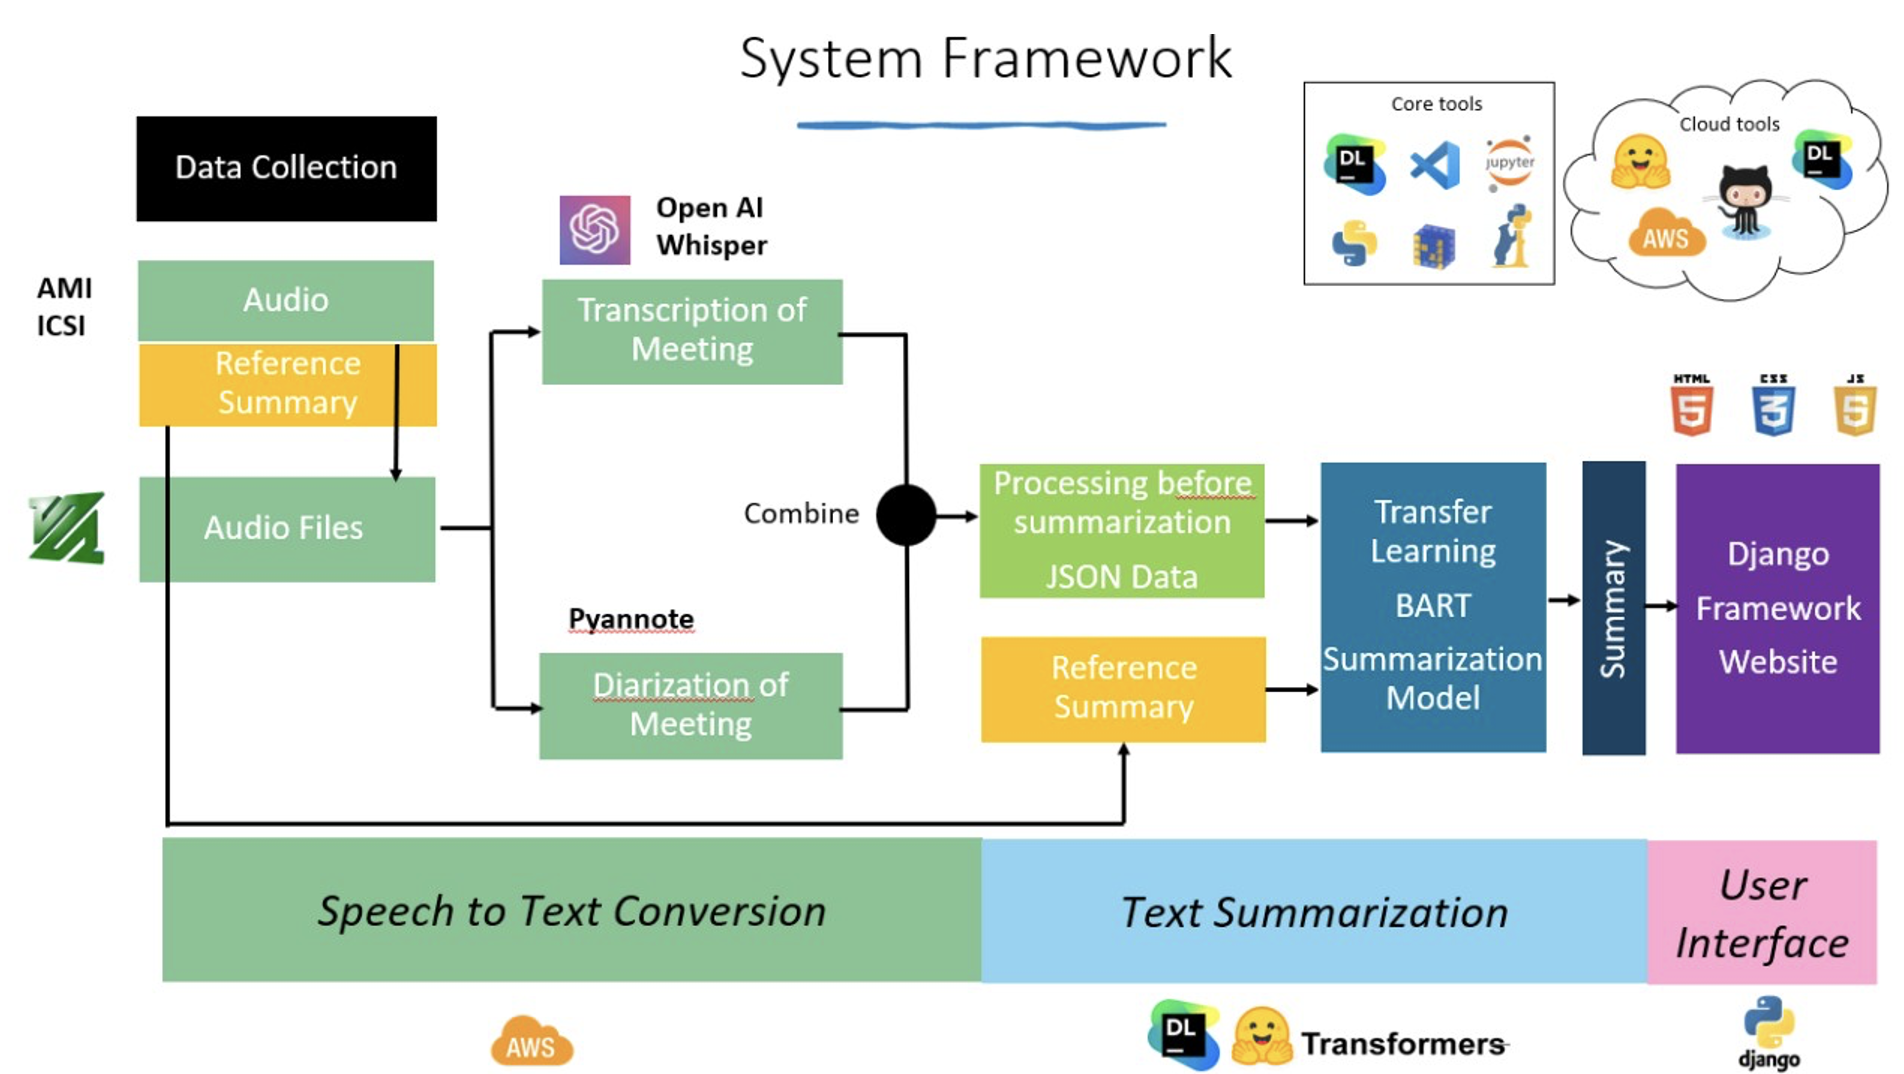 System Framework
Core tools
DL
jupyter
Cloud tools
DL
AWS
Data Collection
Open AI
Whisper
AMI
ICSI
Audio
Reference
Summary
Transcription of
Meeting
HTML
5
CSS
3
JS
5
Audio Files
Combine
Processing before
summarization
JSON Data
Transfer
Learning
BART
Summarization
Model
Summary
Django
Framework
Website
Pyannote
Diarization of
Meeting
Reference
Summary
Speech to Text Conversion
Text Summarization
User
Interface
AWS
DL
Transformers
django